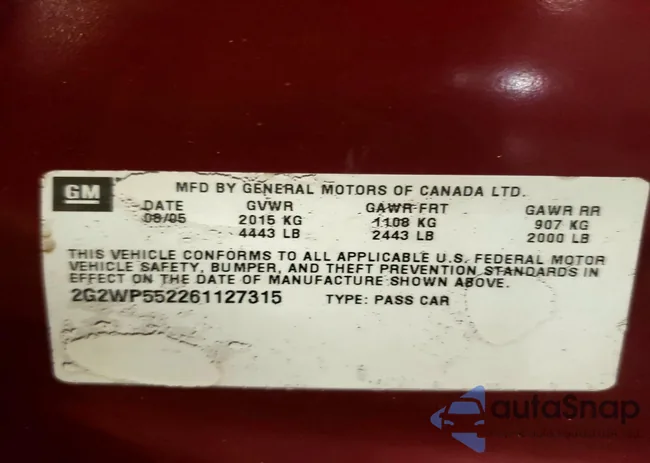 GM
MFD BY GENERAL MOTORS OF CANADA LTD.
DATE GVWR GAWR FRT GAWR RR
08/05 2015 KG 1108 KG 907 KG
4443 LB 2443 LB 2000 LB
THIS VEHICLE CONFORMS TO ALL APPLICABLE U.S. FEDERAL MOTOR
VEHICLE SAFETY, BUMPER, AND THEFT PREVENTION STANDARDS IN
EFFECT ON THE DATE OF MANUFACTURE SHOWN ABOVE.
2G2WP552261127315 TYPE: PASS CAR
autoSnap